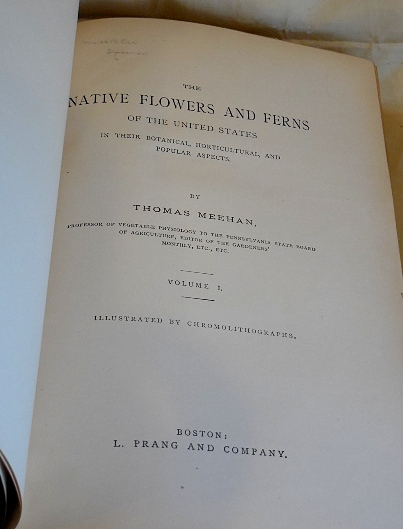 THE
NATIVE FLOWERS AND FERNS
OF THE UNITED STATES
IN THEIR BOTANICAL, HORTICULTURAL, AND
POPULAR ASPECTS.
BY
THOMAS MEEHAN,
PROFESSOR OF VEGETABLE PHYSIOLOGY TO THE PENNSYLVANIA STATE BOARD
OF AGRICULTURE, EDITOR OF THE GARDENERS'
MONTHLY, ETC., ETC.
VOLUME I.
ILLUSTRATED BY CHROMOLITHOGRAPHS.
BOSTON:
L. PRANG AND COMPANY.